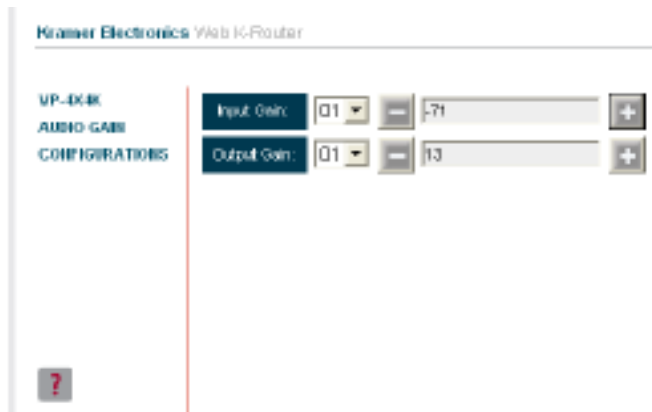 Kramer Electronics Web K-Router
VP-4X4K
AUDIO GAIN
CONFIGURATIONS
Input Gain: 01 -71
Output Gain: 01 13
?